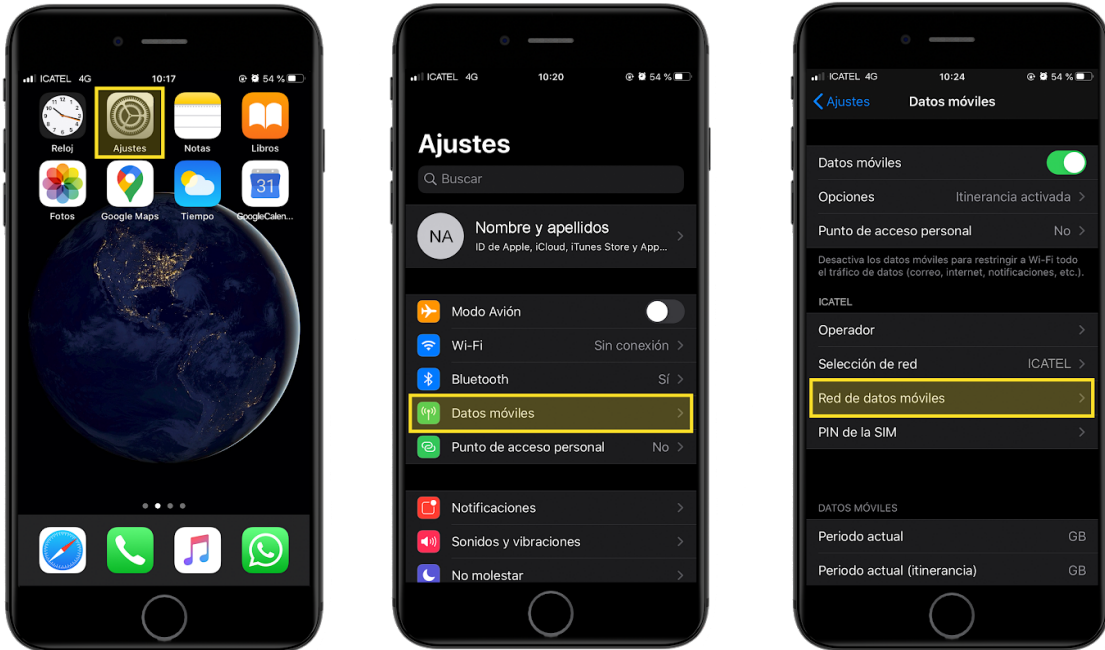 ICATEL 4G 10:17 54 %
Reloj Ajustes Notas Libros
31
Fotos Google Maps Tiempo GoogleCalen...
ICATEL 4G 10:20 54 %
Ajustes
Buscar
NA
Nombre y apellidos
ID de Apple, iCloud, iTunes Store y App...
Modo Avión
Wi-Fi Sin conexión
Bluetooth Sí
Datos móviles
Punto de acceso personal No
Notificaciones
Sonidos y vibraciones
No molestar
ICATEL 4G 10:24 54 %
Ajustes Datos móviles
Datos móviles
Opciones Itinerancia activada
Punto de acceso personal No
Desactiva los datos móviles para restringir a Wi-Fi todo
el tráfico de datos (correo, internet, notificaciones, etc.).
ICATEL
Operador
Selección de red ICATEL
Red de datos móviles
PIN de la SIM
DATOS MÓVILES
Periodo actual GB
Periodo actual (itinerancia) GB